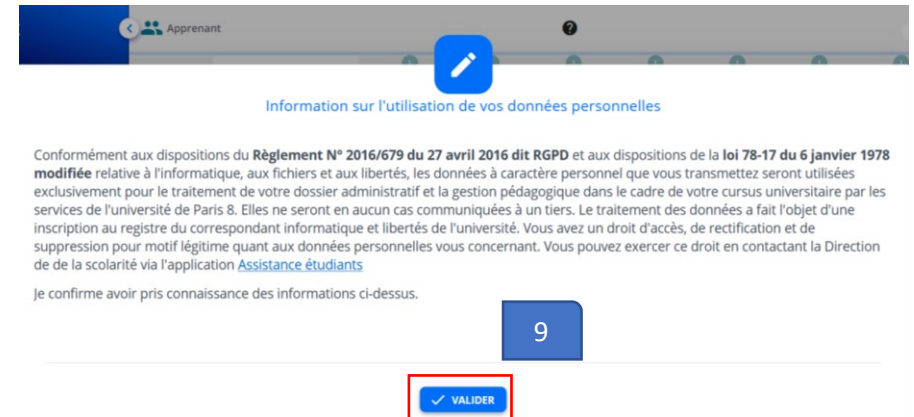 Apprenant
Information sur l'utilisation de vos données personnelles
Conformément aux dispositions du Règlement N° 2016/679 du 27 avril 2016 dit RGPD et aux dispositions de la loi 78-17 du 6 janvier 1978
modifiée relative à l'informatique, aux fichiers et aux libertés, les données à caractère personnel que vous transmettez seront utilisées
exclusivement pour le traitement de votre dossier administratif et la gestion pédagogique dans le cadre de votre cursus universitaire par les
services de l'université de Paris 8. Elles ne seront en aucun cas communiquées à un tiers. Le traitement des données a fait l'objet d'une
inscription au registre du correspondant informatique et libertés de l'université. Vous avez un droit d'accès, de rectification et de
suppression pour motif légitime quant aux données personnelles vous concernant. Vous pouvez exercer ce droit en contactant la Direction
de de la scolarité via l'application Assistance étudiants
Je confirme avoir pris connaissance des informations ci-dessus.
9
VALIDER